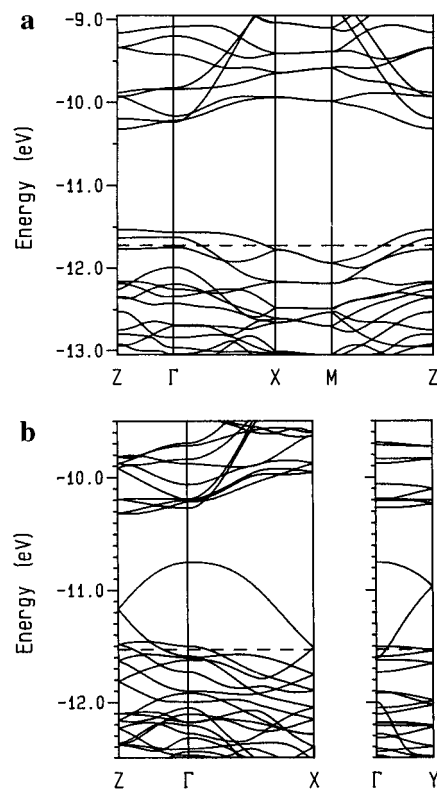 a
-9.0
-10.0
-11.0
-12.0
-13.0
Energy (eV)
Z Γ X M Z
b
-10.0
-11.0
-12.0
Energy (eV)
Z Γ X Γ Y